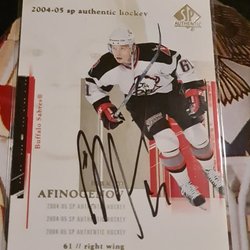 2004-05 sp authentic hockey
SP
AUTHENTIC
Buffalo Sabres®
61
AFINOGENOV
2004-05 SP AUTHENTIC HOCKEY
2004-05 SP AUTHENTIC HOCKEY
2004-05 SP AUTHENTIC HOCKEY
61 // right wing